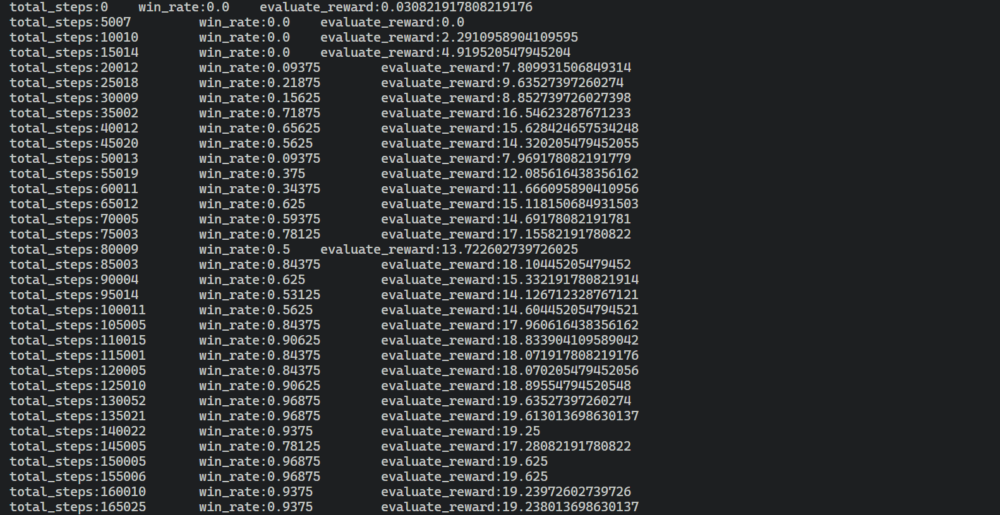 total_steps:0    win_rate:0.0    evaluate_reward:0.030821917808219176
total_steps:5007    win_rate:0.0    evaluate_reward:0.0
total_steps:10010    win_rate:0.0    evaluate_reward:2.2910958904109595
total_steps:15014    win_rate:0.0    evaluate_reward:4.919520547945204
total_steps:20012    win_rate:0.09375    evaluate_reward:7.809931506849314
total_steps:25018    win_rate:0.21875    evaluate_reward:9.63527397260274
total_steps:30009    win_rate:0.15625    evaluate_reward:8.852739726027398
total_steps:35002    win_rate:0.71875    evaluate_reward:16.54623287671233
total_steps:40012    win_rate:0.65625    evaluate_reward:15.628424657534248
total_steps:45020    win_rate:0.5625    evaluate_reward:14.320205479452055
total_steps:50013    win_rate:0.09375    evaluate_reward:7.969178082191779
total_steps:55019    win_rate:0.375    evaluate_reward:12.085616438356162
total_steps:60011    win_rate:0.34375    evaluate_reward:11.666095890410956
total_steps:65012    win_rate:0.625    evaluate_reward:15.118150684931503
total_steps:70005    win_rate:0.59375    evaluate_reward:14.69178082191781
total_steps:75003    win_rate:0.78125    evaluate_reward:17.15582191780822
total_steps:80009    win_rate:0.5    evaluate_reward:13.722602739726025
total_steps:85003    win_rate:0.84375    evaluate_reward:18.10445205479452
total_steps:90004    win_rate:0.625    evaluate_reward:15.332191780821914
total_steps:95014    win_rate:0.53125    evaluate_reward:14.126712328767121
total_steps:100011    win_rate:0.5625    evaluate_reward:14.604452054794521
total_steps:105005    win_rate:0.84375    evaluate_reward:17.960616438356162
total_steps:110015    win_rate:0.90625    evaluate_reward:18.833904109589042
total_steps:115001    win_rate:0.84375    evaluate_reward:18.071917808219176
total_steps:120005    win_rate:0.84375    evaluate_reward:18.070205479452056
total_steps:125010    win_rate:0.90625    evaluate_reward:18.89554794520548
total_steps:130052    win_rate:0.96875    evaluate_reward:19.63527397260274
total_steps:135021    win_rate:0.96875    evaluate_reward:19.613013698630137
total_steps:140022    win_rate:0.9375    evaluate_reward:19.25
total_steps:145005    win_rate:0.78125    evaluate_reward:17.28082191780822
total_steps:150005    win_rate:0.96875    evaluate_reward:19.625
total_steps:155006    win_rate:0.96875    evaluate_reward:19.625
total_steps:160010    win_rate:0.9375    evaluate_reward:19.23972602739726
total_steps:165025    win_rate:0.9375    evaluate_reward:19.238013698630137